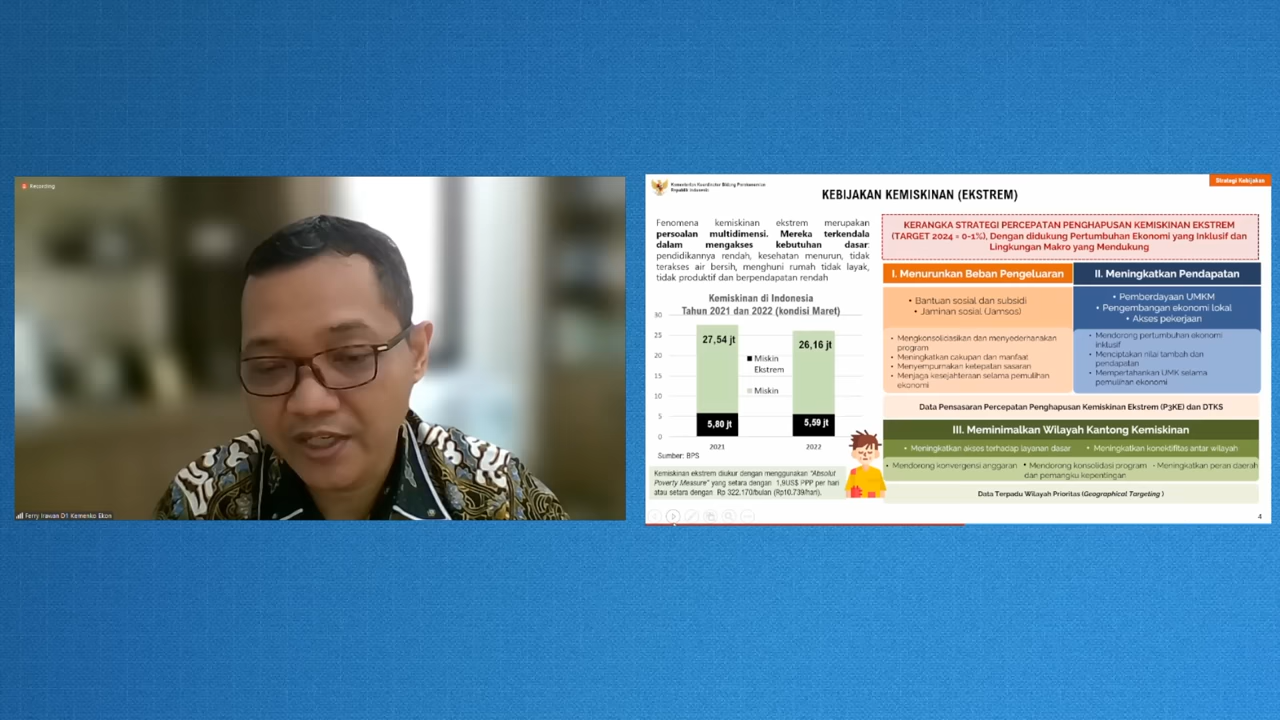 Recording
Ferry Irawan D1 Kemenko Ekon
Kementerian Koordinator Bidang Perekonomian
Republik Indonesia
Strategi Kebijakan
KEBIJAKAN KEMISKINAN (EKSTREM)
Fenomena kemiskinan ekstrem merupakan
persoalan multidimensi. Mereka terkendala
dalam mengakses kebutuhan dasar:
pendidikannya rendah, kesehatan menurun, tidak
terakses air bersih, menghuni rumah tidak layak,
tidak produktif dan berpendapatan rendah
Kemiskinan di Indonesia
Tahun 2021 dan 2022 (kondisi Maret)
30
25
20
15
10
5
0
27,54 jt
26,16 jt
5,80 jt
5,59 jt
Miskin
Ekstrem
Miskin
2021
2022
Sumber: BPS
Kemiskinan ekstrem diukur dengan menggunakan "Absolut
Poverty Measure" yang setara dengan 1,9US$ PPP per hari
atau setara dengan Rp 322.170/bulan (Rp10.739/hari).
KERANGKA STRATEGI PERCEPATAN PENGHAPUSAN KEMISKINAN EKSTREM
(TARGET 2024 = 0-1%), Dengan didukung Pertumbuhan Ekonomi yang Inklusif dan
Lingkungan Makro yang Mendukung
I. Menurunkan Beban Pengeluaran
• Bantuan sosial dan subsidi
• Jaminan sosial (Jamsos)
• Mengkonsolidasikan dan menyederhanakan
program
• Meningkatkan cakupan dan manfaat
• Menyempurnakan ketepatan sasaran
• Menjaga kesejahteraan selama pemulihan
ekonomi
II. Meningkatkan Pendapatan
• Pemberdayaan UMKM
• Pengembangan ekonomi lokal
• Akses pekerjaan
• Mendorong pertumbuhan ekonomi
inklusif
• Menciptakan nilai tambah dan
pendapatan
• Mempertahankan UMK selama
pemulihan ekonomi
Data Pensasaran Percepatan Penghapusan Kemiskinan Ekstrem (P3KE) dan DTKS
III. Meminimalkan Wilayah Kantong Kemiskinan
• Meningkatkan akses terhadap layanan dasar • Meningkatkan konektifitas antar wilayah
• Mendorong konvergensi anggaran • Mendorong konsolidasi program • Meningkatkan peran daerah
dan pemangku kepentingan
Data Terpadu Wilayah Prioritas (Geographical Targeting )
4